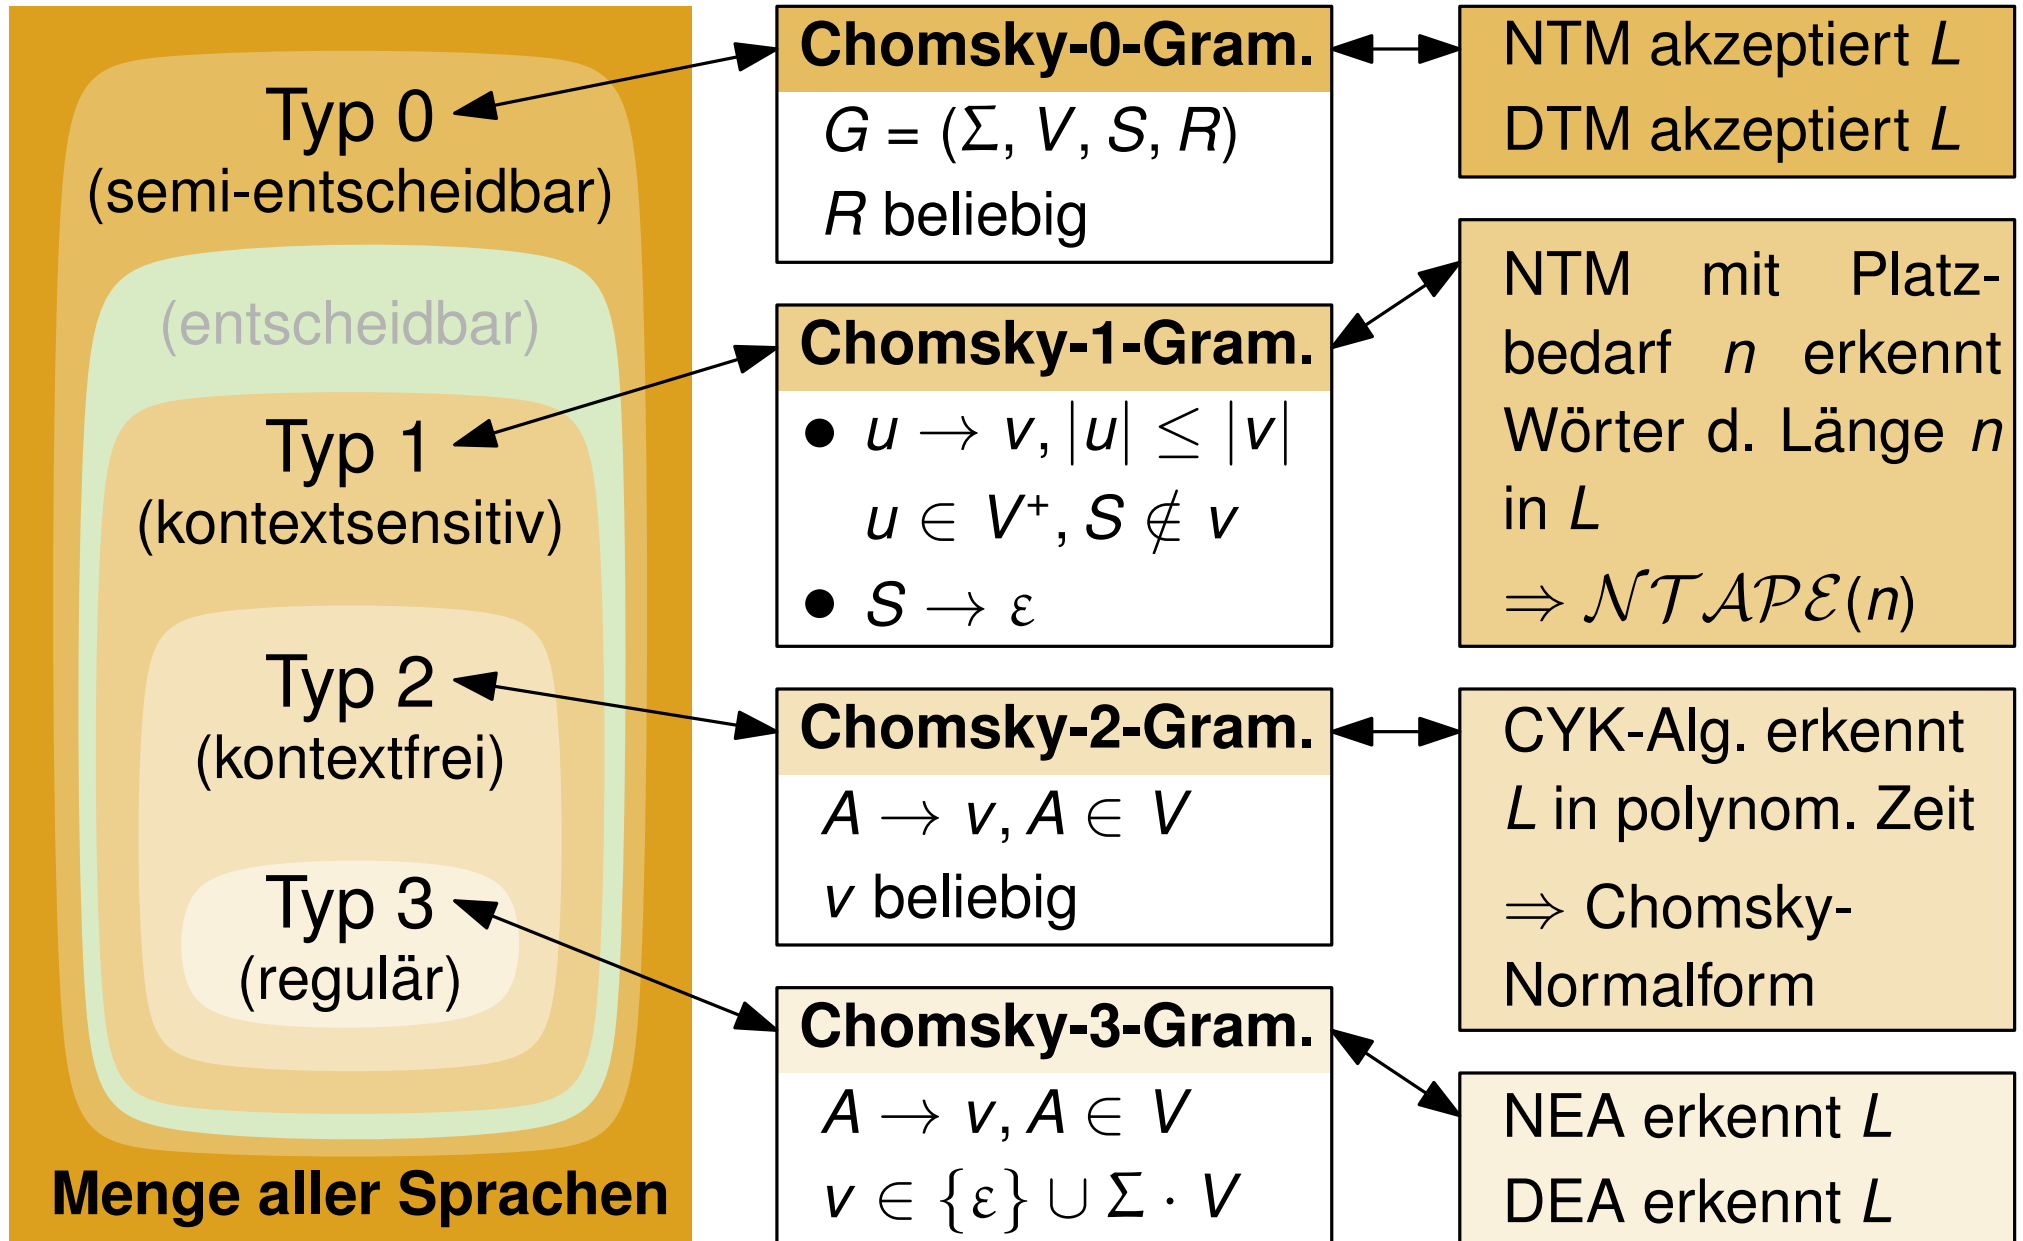 Typ 0
(semi-entscheidbar)
(entscheidbar)
Typ 1
(kontextsensitiv)
Typ 2
(kontextfrei)
Typ 3
(regulär)
Menge aller Sprachen
Chomsky-0-Gram.
G = (Σ, V, S, R)
R beliebig
Chomsky-1-Gram.
● u → v, |u| ≤ |v|
u ∈ V⁺, S ∉ v
● S → ε
Chomsky-2-Gram.
A → v, A ∈ V
v beliebig
Chomsky-3-Gram.
A → v, A ∈ V
v ∈ {ε} ∪ Σ · V
NTM akzeptiert L
DTM akzeptiert L
NTM mit Platz-
bedarf n erkennt
Wörter d. Länge n
in L
⇒ 𝒩𝒯𝒜𝒫ℰ(n)
CYK-Alg. erkennt
L in polynom. Zeit
⇒ Chomsky-
Normalform
NEA erkennt L
DEA erkennt L